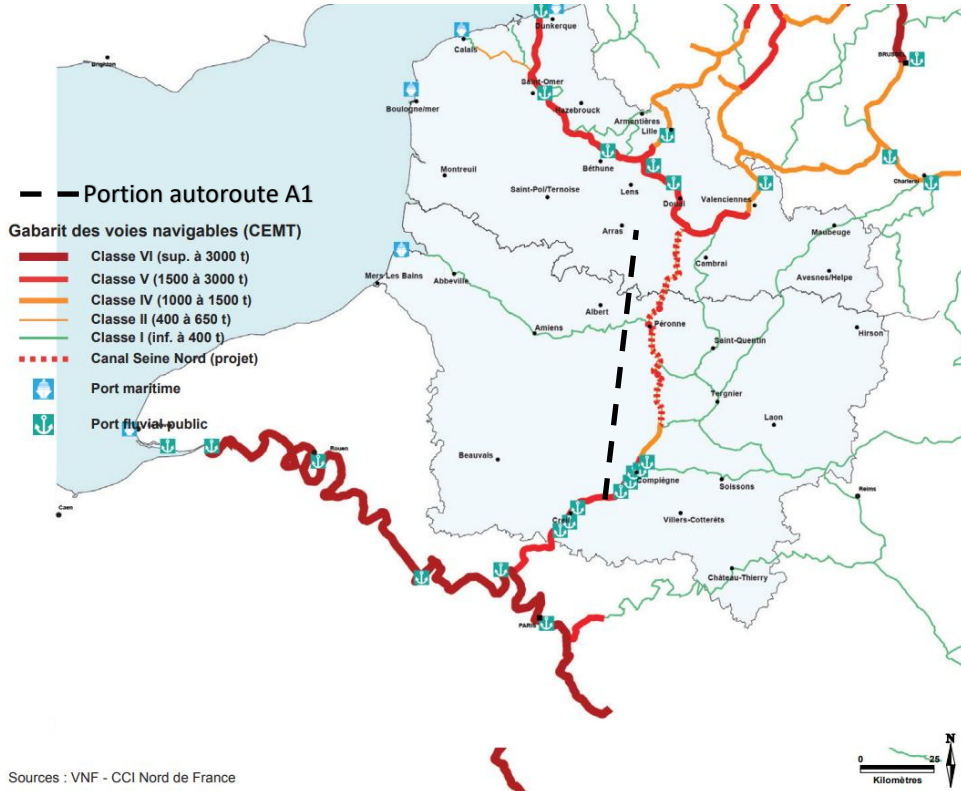 Dunkerque
Calais
Brighton
BRUSSEL
Saint-Omer
Boulogne/mer
Hazebrouck
Armentières
Lille
Béthune
Montreuil
Charleroi
Saint-Pol/Ternoise
Lens
Douai
Valenciennes
Portion autoroute A1
Arras
Maubeuge
Gabarit des voies navigables (CEMT)
Cambrai
Classe VI (sup. à 3000 t)
Mers Les Bains
Abbeville
Avesnes/Helpe
Classe V (1500 à 3000 t)
Classe IV (1000 à 1500 t)
Albert
Classe II (400 à 650 t)
Amiens
Péronne
Hirson
Classe I (inf. à 400 t)
Saint-Quentin
Canal Seine Nord (projet)
Port maritime
Tergnier
Port fluvial public
Laon
Rouen
Beauvais
Compiègne
Soissons
Reims
Caen
Creil
Villers-Cotterêts
Château-Thierry
PARIS
N
0 25
Kilomètres
Sources : VNF - CCI Nord de France